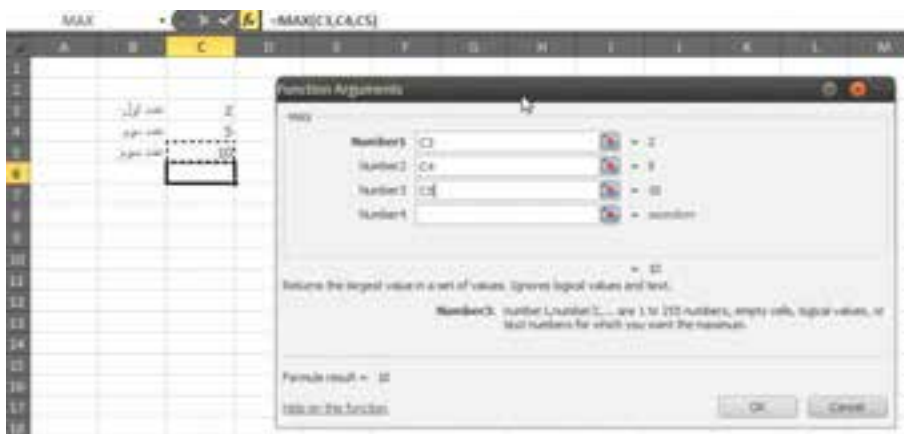 MAX
=MAX(C3,C4,C5)
A B C D E F G H I J K L M
1
2
3 عدد اول 2
4 عدد دوم 5
5 عدد سوم 10
6
7
8
9
10
11
12
13
14
15
16
17
18
Function Arguments
MAX
Number1 C3 = 2
Number2 C4 = 5
Number3 C5 = 10
Number4 = number
= 10
Returns the largest value in a set of values. Ignores logical values and text.
Number3: number1,number2,... are 1 to 255 numbers, empty cells, logical values, or
text numbers for which you want the maximum.
Formula result = 10
Help on this function
OK Cancel